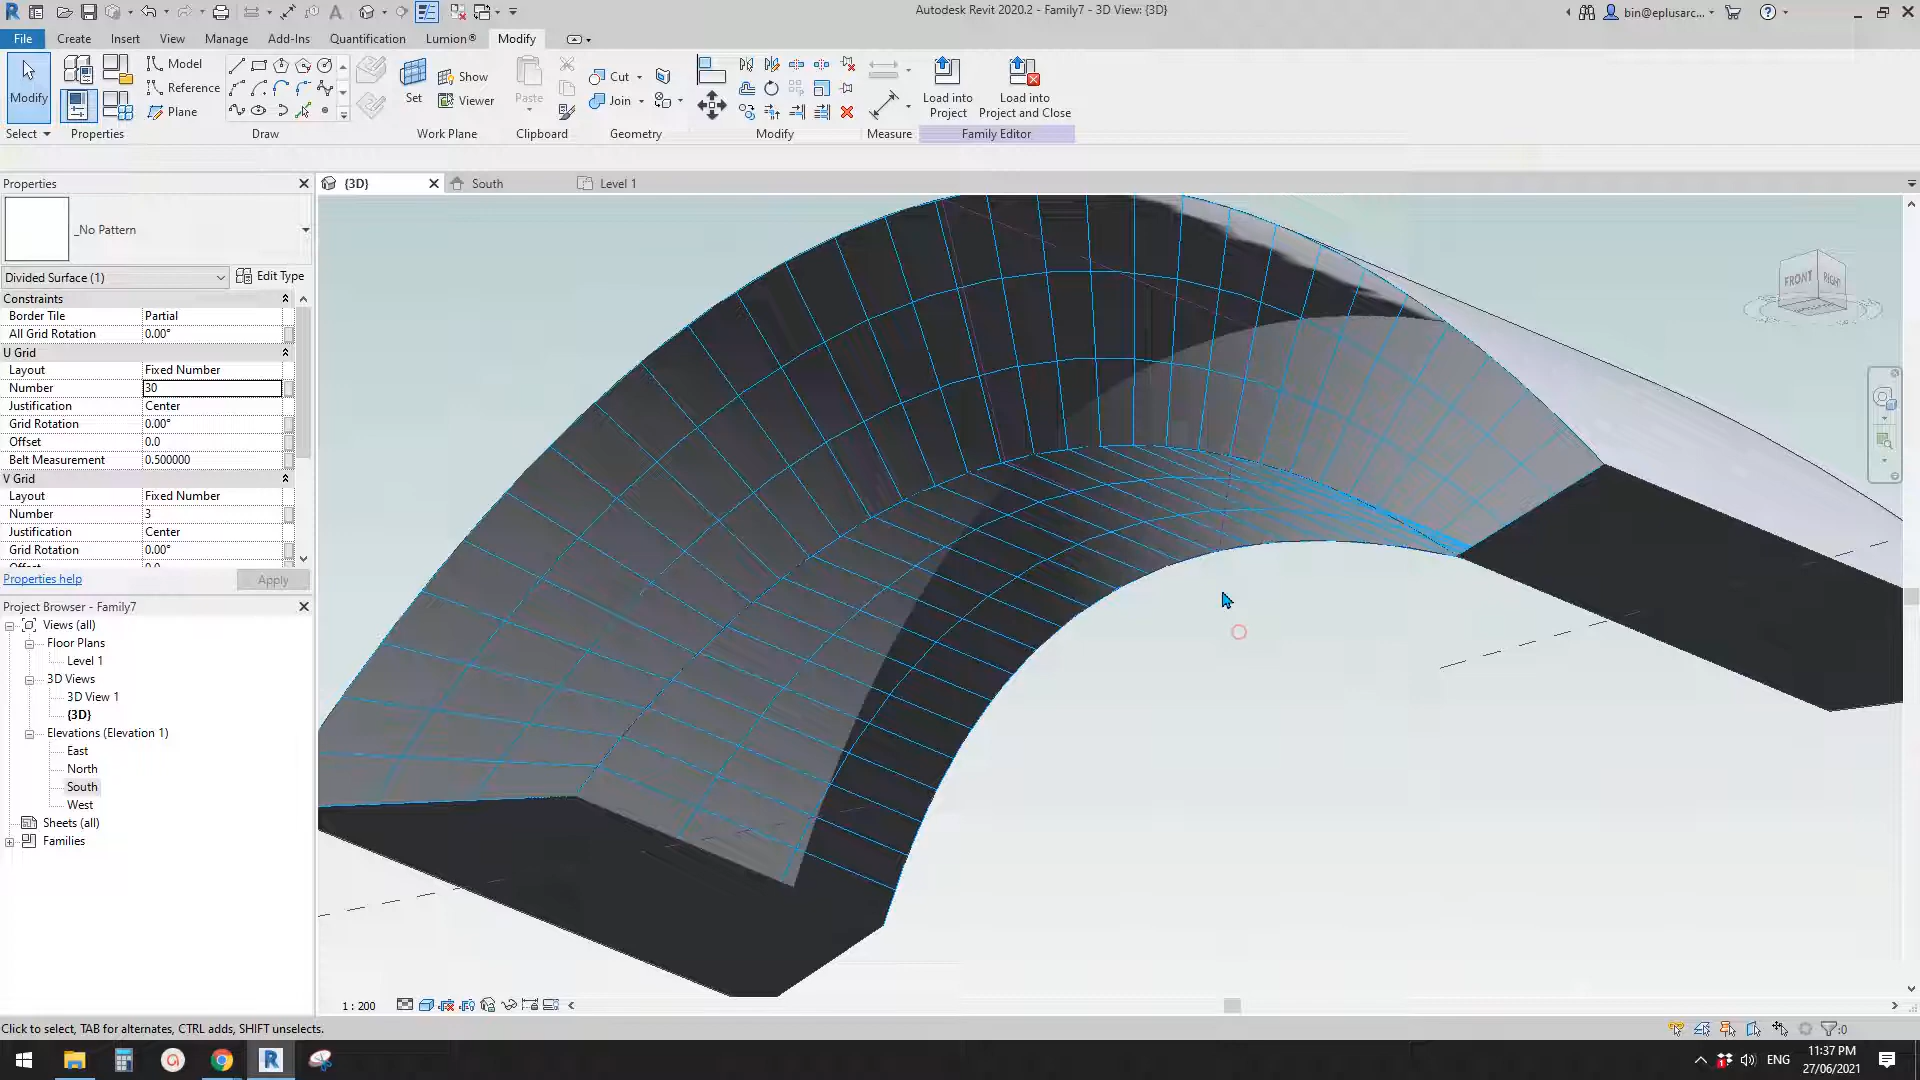 Autodesk Revit 2020.2 - Family7 - 3D View: {3D}
bin@eplusarc...
File Create Insert View Manage Add-Ins Quantification Lumion® Modify
Modify
Select
Properties
Model
Reference
Plane
Draw
Set
Show
Viewer
Work Plane
Paste
Clipboard
Cut
Join
Geometry
Modify
Measure
Load into
Project
Load into
Project and Close
Family Editor
Properties
{3D}
South
Level 1
_No Pattern
Divided Surface (1)
Edit Type
Constraints
Border Tile Partial
All Grid Rotation 0.00°
U Grid
Layout Fixed Number
Number 30
Justification Center
Grid Rotation 0.00°
Offset 0.0
Belt Measurement 0.500000
V Grid
Layout Fixed Number
Number 3
Justification Center
Grid Rotation 0.00°
Offset 0.0
Properties help
Apply
Project Browser - Family7
Views (all)
Floor Plans
Level 1
3D Views
3D View 1
{3D}
Elevations (Elevation 1)
East
North
South
West
Sheets (all)
Families
FRONT
RIGHT
1 : 200
Click to select, TAB for alternates, CTRL adds, SHIFT unselects.
:0
ENG
11:37 PM
27/06/2021